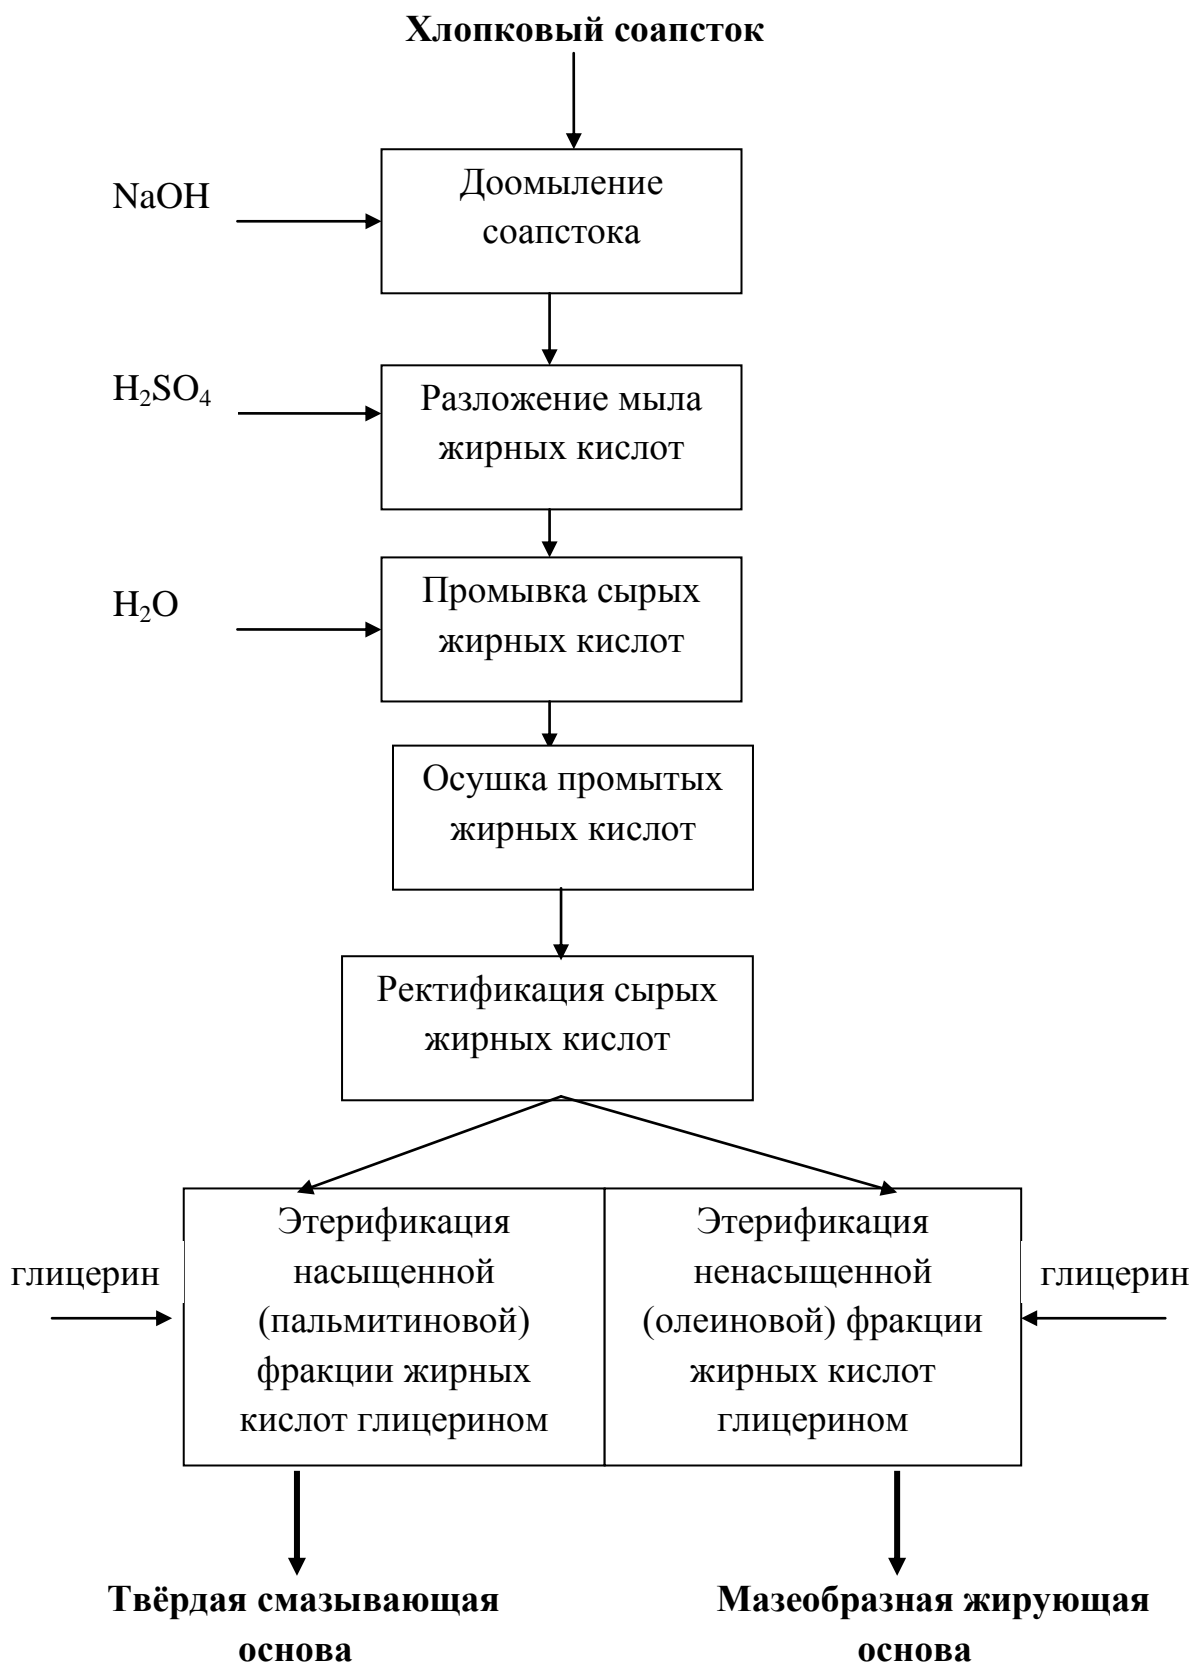 Хлопковый соапсток
NaOH
Доомыление
соапстока
H₂SO₄
Разложение мыла
жирных кислот
H₂O
Промывка сырых
жирных кислот
Осушка промытых
жирных кислот
Ректификация сырых
жирных кислот
глицерин
Этерификация
насыщенной
(пальмитиновой)
фракции жирных
кислот глицерином
Этерификация
ненасыщенной
(олеиновой) фракции
жирных кислот
глицерином
глицерин
Твёрдая смазывающая
основа
Мазеобразная жирующая
основа